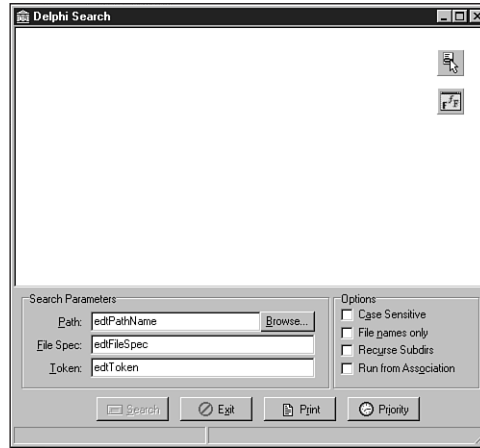 Delphi Search
Search Parameters
Path: edtPathName Browse...
File Spec: edtFileSpec
Token: edtToken
Options
Case Sensitive
File names only
Recurse Subdirs
Run from Association
Search Exit Print Priority